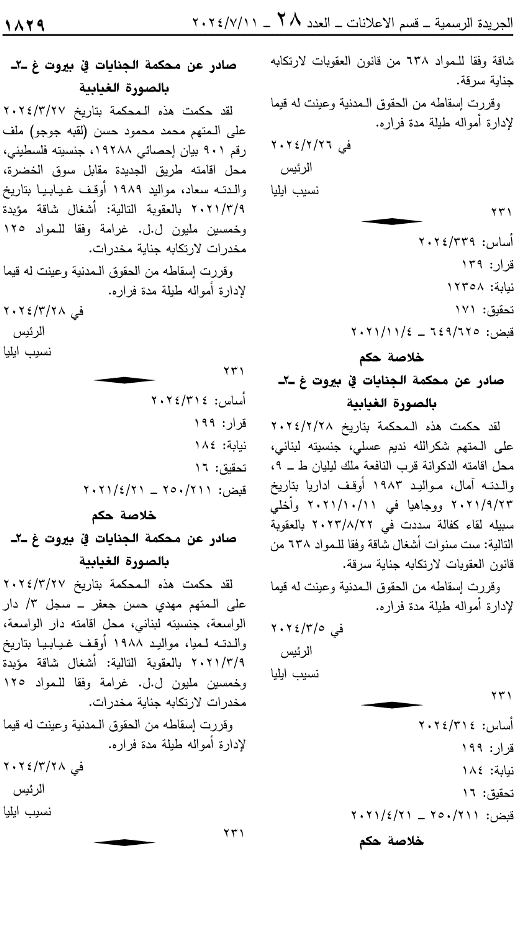 الجريدة الرسمية – قسم الاعلانات – العدد ٢٨ – ٢٠٢٤/٧/١١
١٨٢٩
شاقة وفقا للمواد ٦٣٨ من قانون العقوبات لارتكابه
جناية سرقة.
وقررت إسقاطه من الحقوق المدنية وعينت له قيما
لإدارة أمواله طيلة مدة فراره.
في ٢٠٢٤/٢/٢٦
الرئيس
نسيب ايليا
٢٣١
أساس: ٢٠٢٤/٣٣٩
قرار: ١٣٩
نيابة: ١٢٣٥٨
تحقيق: ١٧١
قبض: ٦٤٩/٦٢٥ – ٢٠٢١/١١/٤
خلاصة حكم
صادر عن محكمة الجنايات في بيروت غ -٢-
بالصورة الغيابية
لقد حكمت هذه المحكمة بتاريخ ٢٠٢٤/٢/٢٨
على المتهم شكرالله نديم عسلي، جنسيته لبناني،
محل اقامته الدكوانة قرب النافعة ملك ليليان ط – ٩،
والدته آمال، مواليد ١٩٨٣ أوقف اداريا بتاريخ
٢٠٢١/٩/٢٣ ووجاهيا في ٢٠٢١/١٠/١١ وأخلي
سبيله لقاء كفالة سددت في ٢٠٢٣/٨/٢٢ بالعقوبة
التالية: ست سنوات أشغال شاقة وفقا للمواد ٦٣٨ من
قانون العقوبات لارتكابه جناية سرقة.
وقررت إسقاطه من الحقوق المدنية وعينت له قيما
لإدارة أمواله طيلة مدة فراره.
في ٢٠٢٤/٣/٥
الرئيس
نسيب ايليا
٢٣١
أساس: ٢٠٢٤/٣١٤
قرار: ١٩٩
نيابة: ١٨٤
تحقيق: ١٦
قبض: ٢٥٠/٢١١ – ٢٠٢١/٤/٢١
خلاصة حكم
صادر عن محكمة الجنايات في بيروت غ -٢-
بالصورة الغيابية
لقد حكمت هذه المحكمة بتاريخ ٢٠٢٤/٣/٢٧
على المتهم محمد محمود حسن (لقبه جوجو) ملف
رقم ٩٠١ بيان إحصائي ١٩٢٨٨، جنسيته فلسطيني،
محل اقامته طريق الجديدة مقابل سوق الخضرة،
والدته سعاد، مواليد ١٩٨٩ أوقف غيابيا بتاريخ
٢٠٢١/٣/٩ بالعقوبة التالية: أشغال شاقة مؤبدة
وخمسين مليون ل.ل. غرامة وفقا للمواد ١٢٥
مخدرات لارتكابه جناية مخدرات.
وقررت إسقاطه من الحقوق المدنية وعينت له قيما
لإدارة أمواله طيلة مدة فراره.
في ٢٠٢٤/٣/٢٨
الرئيس
نسيب ايليا
٢٣١
أساس: ٢٠٢٤/٣١٤
قرار: ١٩٩
نيابة: ١٨٤
تحقيق: ١٦
قبض: ٢٥٠/٢١١ – ٢٠٢١/٤/٢١
خلاصة حكم
صادر عن محكمة الجنايات في بيروت غ -٢-
بالصورة الغيابية
لقد حكمت هذه المحكمة بتاريخ ٢٠٢٤/٣/٢٧
على المتهم مهدي حسن جعفر – سجل ٣/ دار
الواسعة، جنسيته لبناني، محل اقامته دار الواسعة،
والدته لميا، مواليد ١٩٨٨ أوقف غيابيا بتاريخ
٢٠٢١/٣/٩ بالعقوبة التالية: أشغال شاقة مؤبدة
وخمسين مليون ل.ل. غرامة وفقا للمواد ١٢٥
مخدرات لارتكابه جناية مخدرات.
وقررت إسقاطه من الحقوق المدنية وعينت له قيما
لإدارة أمواله طيلة مدة فراره.
في ٢٠٢٤/٣/٢٨
الرئيس
نسيب ايليا
٢٣١